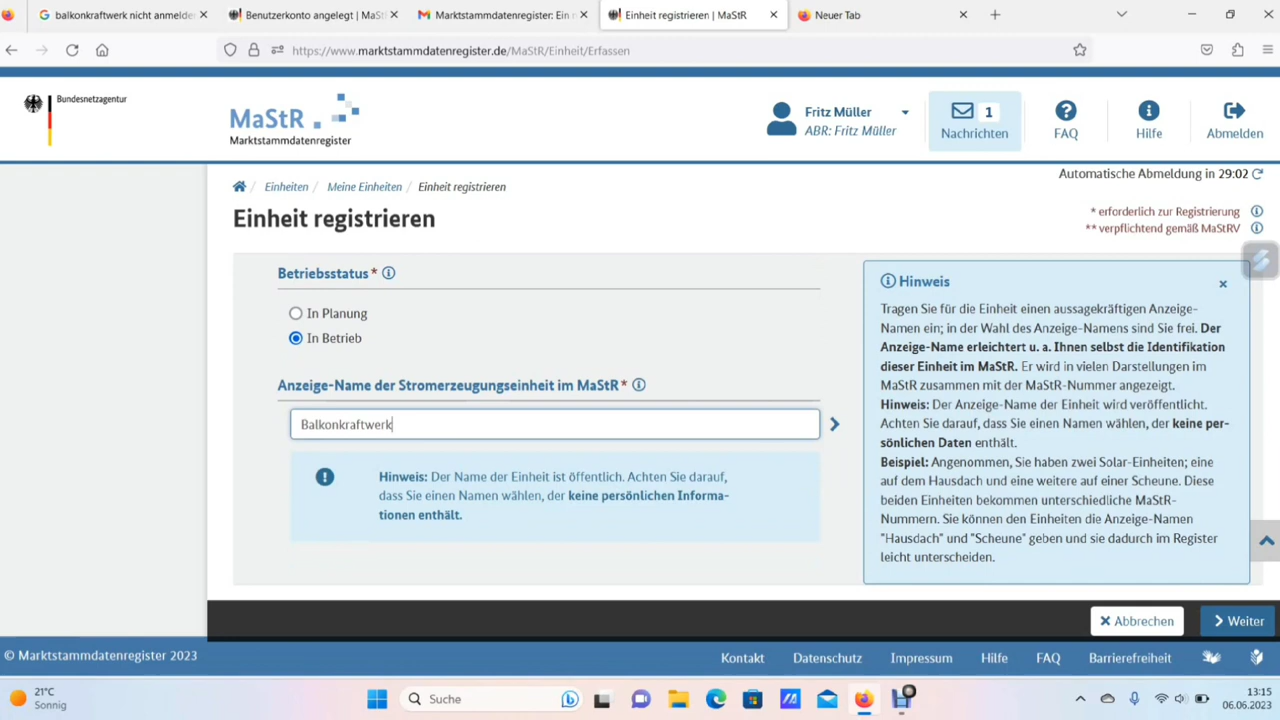 balkonkraftwerk nicht anmelde
Benutzerkonto angelegt | MaSt
Marktstammdatenregister: Ein n
Einheit registrieren | MaStR
Neuer Tab
https://www.marktstammdatenregister.de/MaStR/Einheit/Erfassen
Bundesnetzagentur
MaStR
Marktstammdatenregister
Fritz Müller
ABR: Fritz Müller
1
Nachrichten
FAQ
Hilfe
Abmelden
Einheiten / Meine Einheiten / Einheit registrieren
Automatische Abmeldung in 29:02
Einheit registrieren
* erforderlich zur Registrierung
** verpflichtend gemäß MaStRV
Betriebsstatus *
In Planung
In Betrieb
Anzeige-Name der Stromerzeugungseinheit im MaStR *
Balkonkraftwerk
Hinweis: Der Name der Einheit ist öffentlich. Achten Sie darauf,
dass Sie einen Namen wählen, der keine persönlichen Informa-
tionen enthält.
Hinweis
Tragen Sie für die Einheit einen aussagekräftigen Anzeige-
Namen ein; in der Wahl des Anzeige-Namens sind Sie frei. Der
Anzeige-Name erleichtert u. a. Ihnen selbst die Identifikation
dieser Einheit im MaStR. Er wird in vielen Darstellungen im
MaStR zusammen mit der MaStR-Nummer angezeigt.
Hinweis: Der Anzeige-Name der Einheit wird veröffentlicht.
Achten Sie darauf, dass Sie einen Namen wählen, der keine per-
sönlichen Daten enthält.
Beispiel: Angenommen, Sie haben zwei Solar-Einheiten; eine
auf dem Hausdach und eine weitere auf einer Scheune. Diese
beiden Einheiten bekommen unterschiedliche MaStR-
Nummern. Sie können den Einheiten die Anzeige-Namen
"Hausdach" und "Scheune" geben und sie dadurch im Register
leicht unterscheiden.
Abbrechen
Weiter
© Marktstammdatenregister 2023
Kontakt
Datenschutz
Impressum
Hilfe
FAQ
Barrierefreiheit
21°C
Sonnig
Suche
13:15
06.06.2023